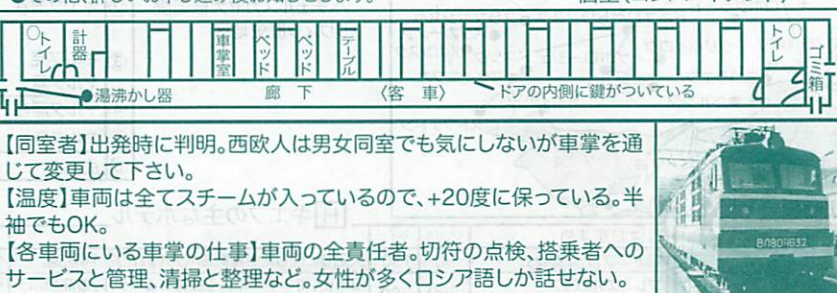 ○トイレ
計器
車掌室
ベッド
ベッド
テーブル
トイレ○
ゴミ箱
●湯沸かし器
廊下
〈客車〉
ドアの内側に鍵がついている
【同室者】出発時に判明。西欧人は男女同室でも気にしないが車掌を通
じて変更して下さい。
【温度】車両は全てスチームが入っているので、+20度に保っている。半
袖でもOK。
【各車両にいる車掌の仕事】車両の全責任者。切符の点検、搭乗者への
サービスと管理、清掃と整理など。女性が多くロシア語しか話せない。